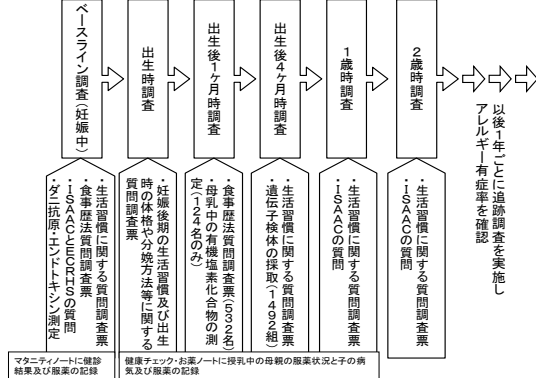 ベースライン調査(妊娠中)
出生時調査
出生後1ヶ月時調査
出生後4ヶ月時調査
1歳時調査
2歳時調査
以後1年ごとに追跡調査を実施し
アレルギー有症率を確認
・生活習慣に関する質問調査票
・食事歴法質問調査票
・ISAACとECRHSの質問
・ダニ抗原・エンドトキシン測定
・妊娠後期の生活習慣及び出生
時の体格や分娩方法等に関する
質問調査票
・食事歴法質問調査票(532名)
・母乳中の有機塩素化合物の測
定(124名のみ)
・生活習慣に関する質問調査票
・遺伝子検体の採取(1492組)
・生活習慣に関する質問調査票
・ISAACの質問
・生活習慣に関する質問調査票
・ISAACの質問
マタニティノートに健診
結果及び服薬の記録
健康チェック・お薬ノートに授乳中の母親の服薬状況と子の病
気及び服薬の記録